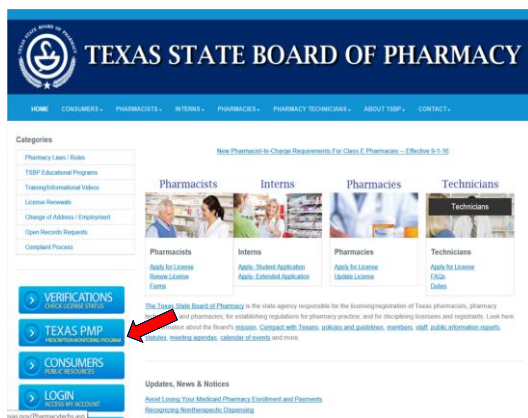 TEXAS STATE BOARD OF PHARMACY
HOME CONSUMERS PHARMACISTS INTERNS PHARMACIES PHARMACY TECHNICIANS ABOUT TSBP CONTACT
Categories
Pharmacy Laws / Rules
TSBP Educational Programs
Training/Informational Videos
License Renewals
Change of Address / Employment
Open Records Requests
Complaint Process
VERIFICATIONS
CHECK LICENSE STATUS
TEXAS PMP
PRESCRIPTION MONITORING PROGRAM
CONSUMERS
PUBLIC RESOURCES
LOGIN
ACCESS MY ACCOUNT
New Pharmacist-In-Charge Requirements For Class E Pharmacies -- Effective 9-1-16
Pharmacists Interns Pharmacies Technicians
Technicians
Pharmacists
Apply for License
Renew License
Forms
Interns
Apply: Student Application
Apply: Extended Application
Pharmacies
Apply for License
Update License
Technicians
Apply for License
FAQs
Duties
The Texas State Board of Pharmacy is the state agency responsible for the licensing/registration of Texas pharmacists, pharmacy
and pharmacies; for establishing regulations for pharmacy practice; and for disciplining licensees and registrants. Look here
information about the Board's mission, Compact with Texans, policies and guidelines, members, staff, public information reports,
statutes, meeting agendas, calendar of events and more.
Updates, News & Notices
Avoid Losing Your Medicaid Pharmacy Enrollment and Payments
Recognizing Nontherapeutic Dispensing